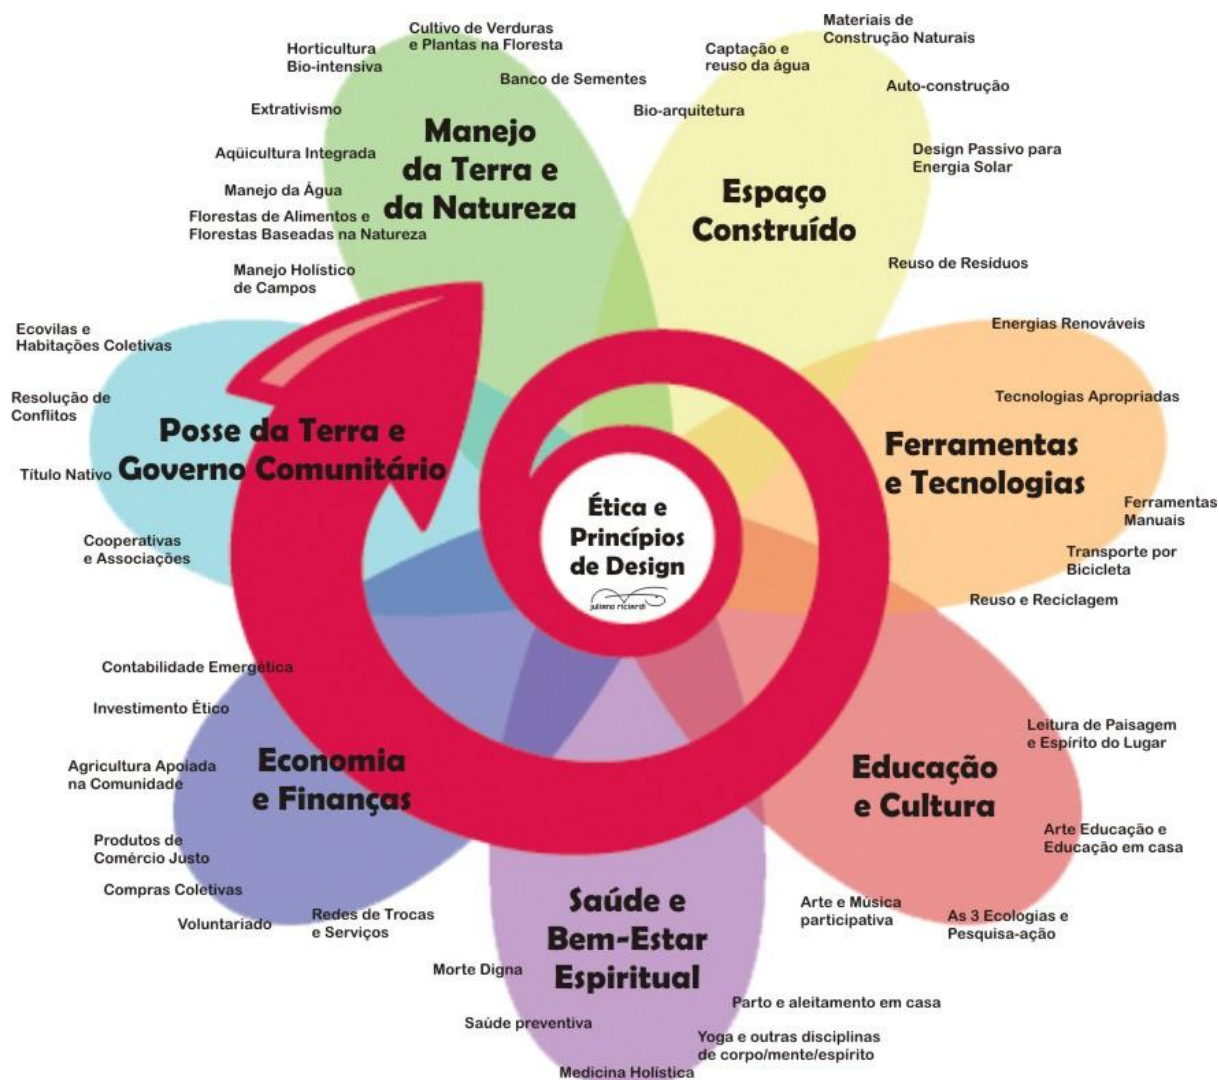 Cultivo de Verduras
e Plantas na Floresta
Horticultura
Bio-intensiva
Banco de Sementes
Extrativismo
Aqüicultura Integrada
Manejo da Água
Florestas de Alimentos e
Florestas Baseadas na Natureza
Manejo Holístico
de Campos
Manejo
da Terra e
da Natureza
Materiais de
Construção Naturais
Captação e
reuso da água
Auto-construção
Bio-arquitetura
Design Passivo para
Energia Solar
Reuso de Resíduos
Espaço
Construído
Energias Renováveis
Tecnologias Apropriadas
Ferramentas
e Tecnologias
Ferramentas
Manuais
Transporte por
Bicicleta
Reuso e Reciclagem
Leitura de Paisagem
e Espírito do Lugar
Educação
e Cultura
Arte Educação e
Educação em casa
Arte e Música
participativa
As 3 Ecologias e
Pesquisa-ação
Saúde e
Bem-Estar
Espiritual
Morte Digna
Saúde preventiva
Medicina Holística
Parto e aleitamento em casa
Yoga e outras disciplinas
de corpo/mente/espírito
Contabilidade Emergética
Investimento Ético
Economia
e Finanças
Agricultura Apoiada
na Comunidade
Produtos de
Comércio Justo
Compras Coletivas
Voluntariado
Redes de Trocas
e Serviços
Ecovilas e
Habitações Coletivas
Resolução de
Conflitos
Posse da Terra e
Governo Comunitário
Título Nativo
Cooperativas
e Associações
Ética e
Princípios
de Design
juliano riciardi